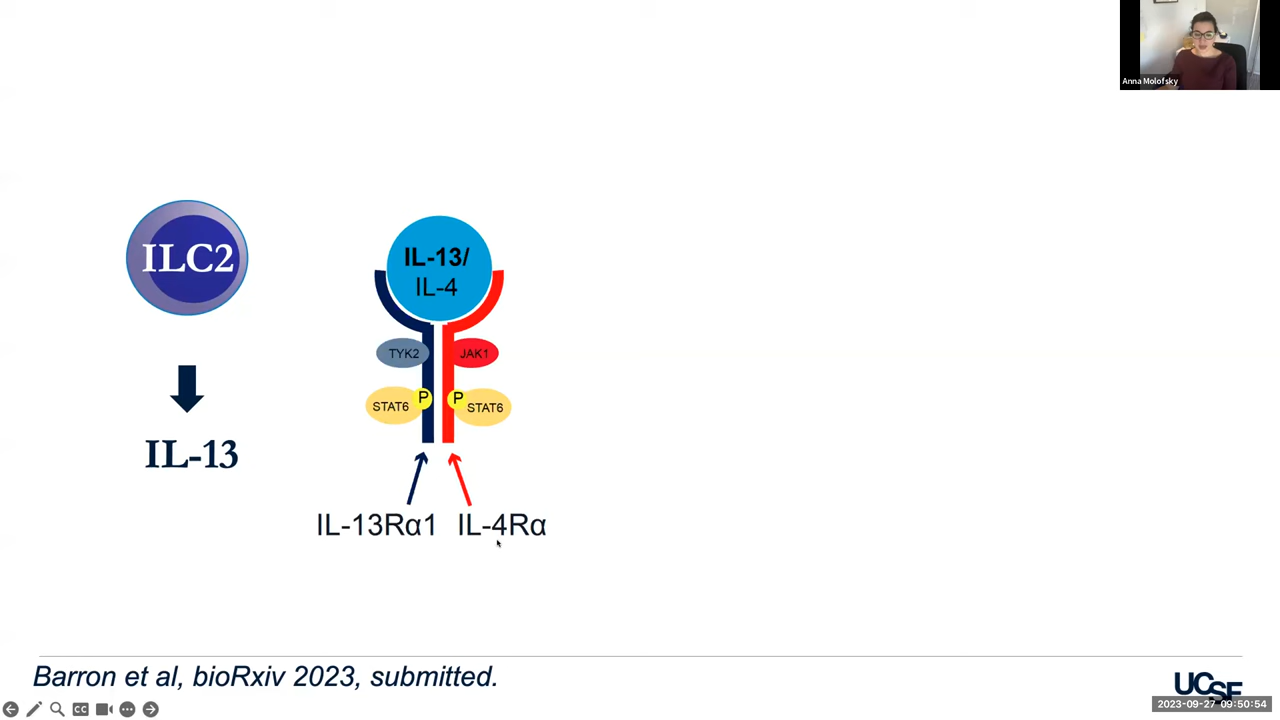 Anna Molofsky
ILC2
IL-13
IL-13/
IL-4
TYK2
JAK1
STAT6
P
P
STAT6
IL-13Rα1
IL-4Rα
Barron et al, bioRxiv 2023, submitted.
UCSF
CC
2023-09-27 09:50:54